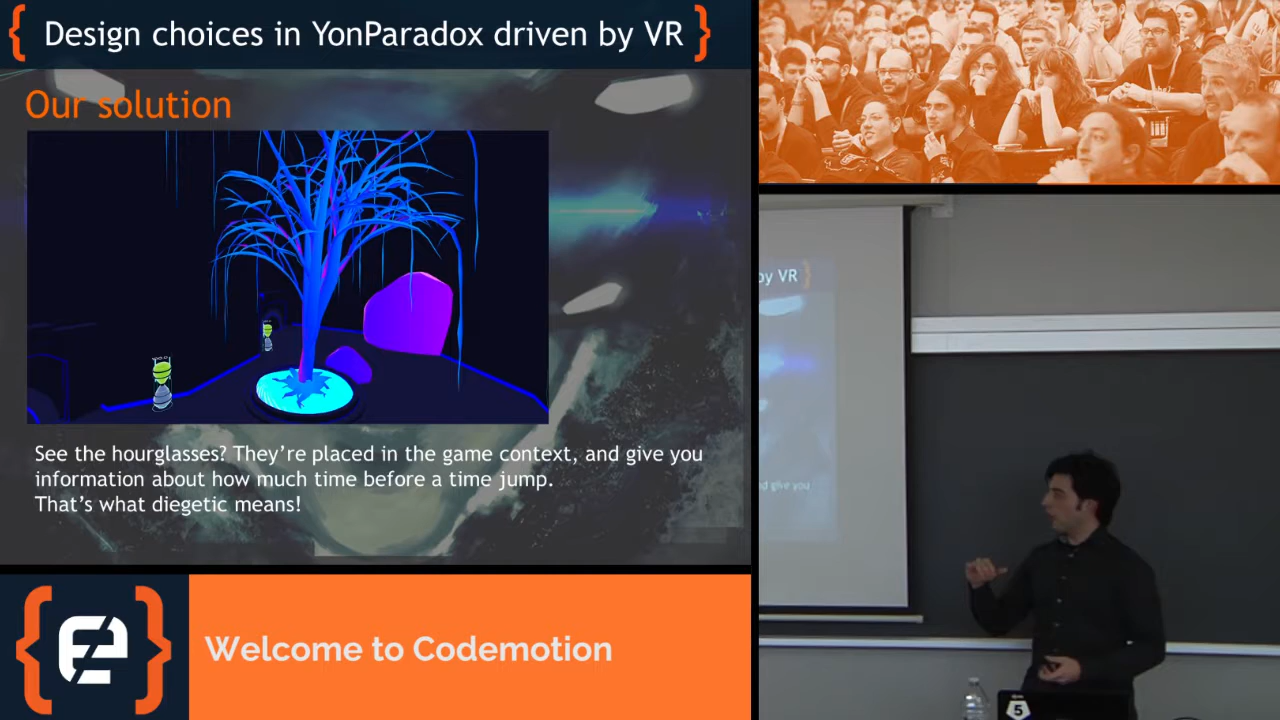 { Design choices in YonParadox driven by VR }
Our solution
See the hourglasses? They're placed in the game context, and give you
information about how much time before a time jump.
That's what diegetic means!
by VR }
nd give you
5
Welcome to Codemotion